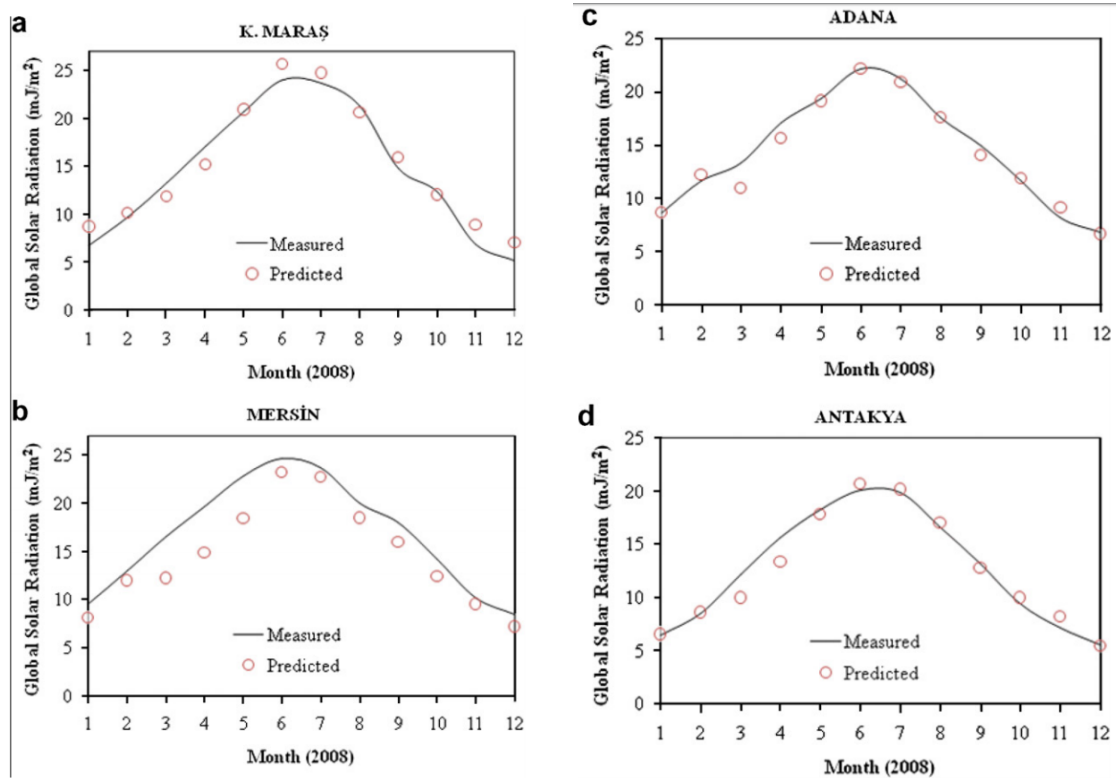 a
K. MARAŞ
Global Solar Radiation (mJ/m²)
25
20
15
10
5
0
Measured
Predicted
1 2 3 4 5 6 7 8 9 10 11 12
Month (2008)
b
MERSİN
Global Solar Radiation (mJ/m²)
25
20
15
10
5
0
Measured
Predicted
1 2 3 4 5 6 7 8 9 10 11 12
Month (2008)
c
ADANA
Global Solar Radiation (mJ/m²)
25
20
15
10
5
0
Measured
Predicted
1 2 3 4 5 6 7 8 9 10 11 12
Month (2008)
d
ANTAKYA
Global Solar Radiation (mJ/m²)
25
20
15
10
5
0
Measured
Predicted
1 2 3 4 5 6 7 8 9 10 11 12
Month (2008)